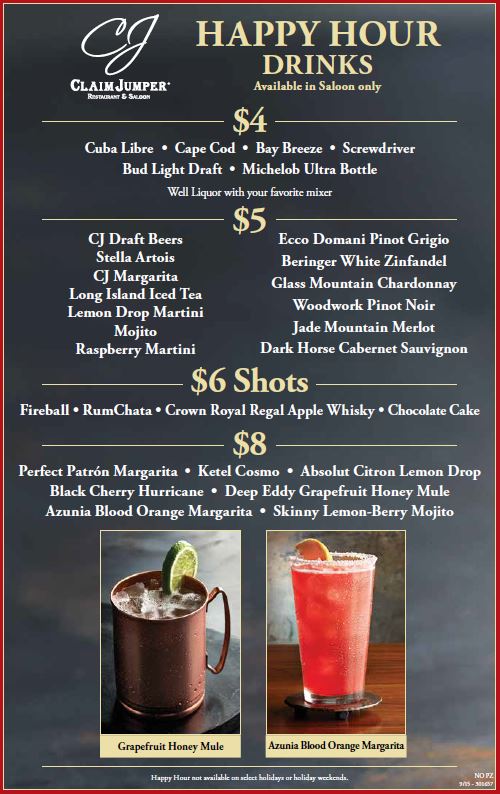 CJ
CLAIM JUMPER®
RESTAURANT & SALOON
HAPPY HOUR
DRINKS
Available in Saloon only
$4
Cuba Libre • Cape Cod • Bay Breeze • Screwdriver
Bud Light Draft • Michelob Ultra Bottle
Well Liquor with your favorite mixer
$5
CJ Draft Beers
Stella Artois
CJ Margarita
Long Island Iced Tea
Lemon Drop Martini
Mojito
Raspberry Martini
Ecco Domani Pinot Grigio
Beringer White Zinfandel
Glass Mountain Chardonnay
Woodwork Pinot Noir
Jade Mountain Merlot
Dark Horse Cabernet Sauvignon
$6 Shots
Fireball • RumChata • Crown Royal Regal Apple Whisky • Chocolate Cake
$8
Perfect Patrón Margarita • Ketel Cosmo • Absolut Citron Lemon Drop
Black Cherry Hurricane • Deep Eddy Grapefruit Honey Mule
Azunia Blood Orange Margarita • Skinny Lemon-Berry Mojito
Grapefruit Honey Mule
Azunia Blood Orange Margarita
Happy Hour not available on select holidays or holiday weekends.
NO PZ
9/15 - 301657